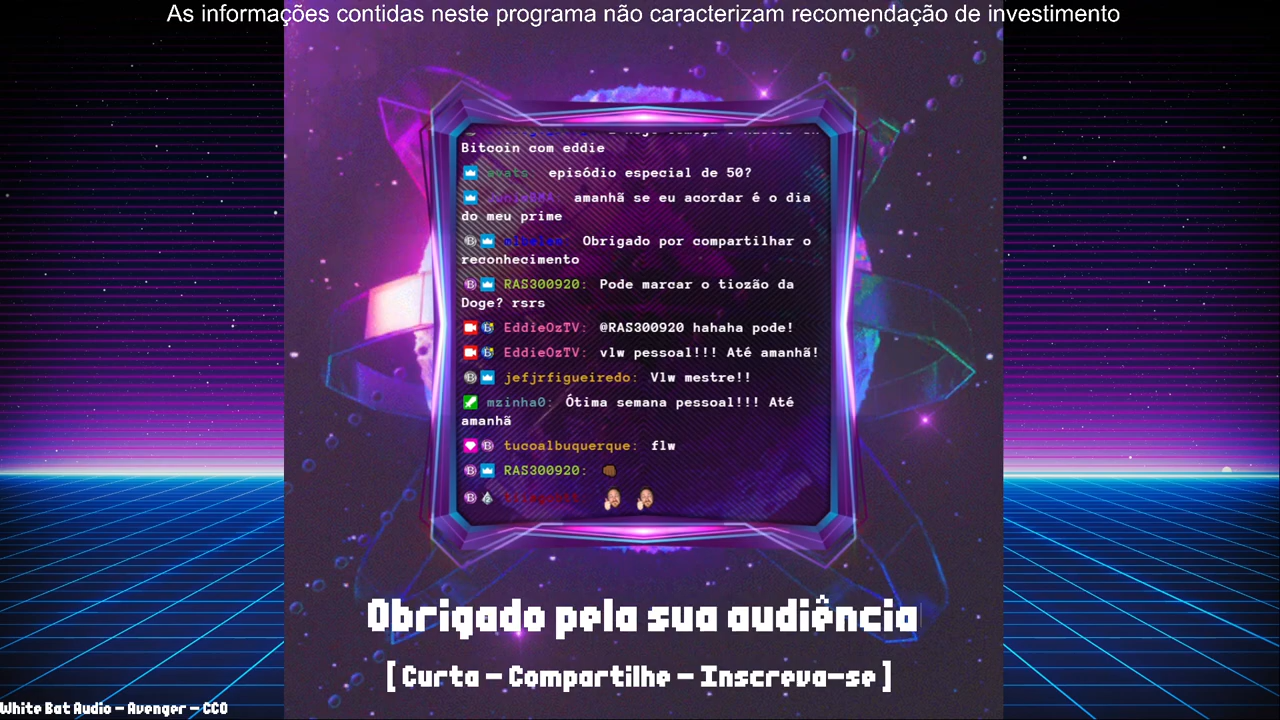 As informações contidas neste programa não caracterizam recomendação de investimento
Bitcoin com eddie
episódio especial de 50?
amanhã se eu acordar é o dia
do meu prime
Obrigado por compartilhar o
reconhecimento
RAS300920: Pode marcar o tiozão da
Doge? rsrs
EddieOzTV: @RAS300920 hahaha pode!
EddieOzTV: vlw pessoal!!! Até amanhã!
jefjrfigueiredo: Vlw mestre!!
mzinha0: Ótima semana pessoal!!! Até
amanhã
tucoalbuquerque: flw
RAS300920:
Obrigado pela sua audiência
[ Curta - Compartilhe - Inscreva-se ]
White Bat Audio - Avenger - CC0